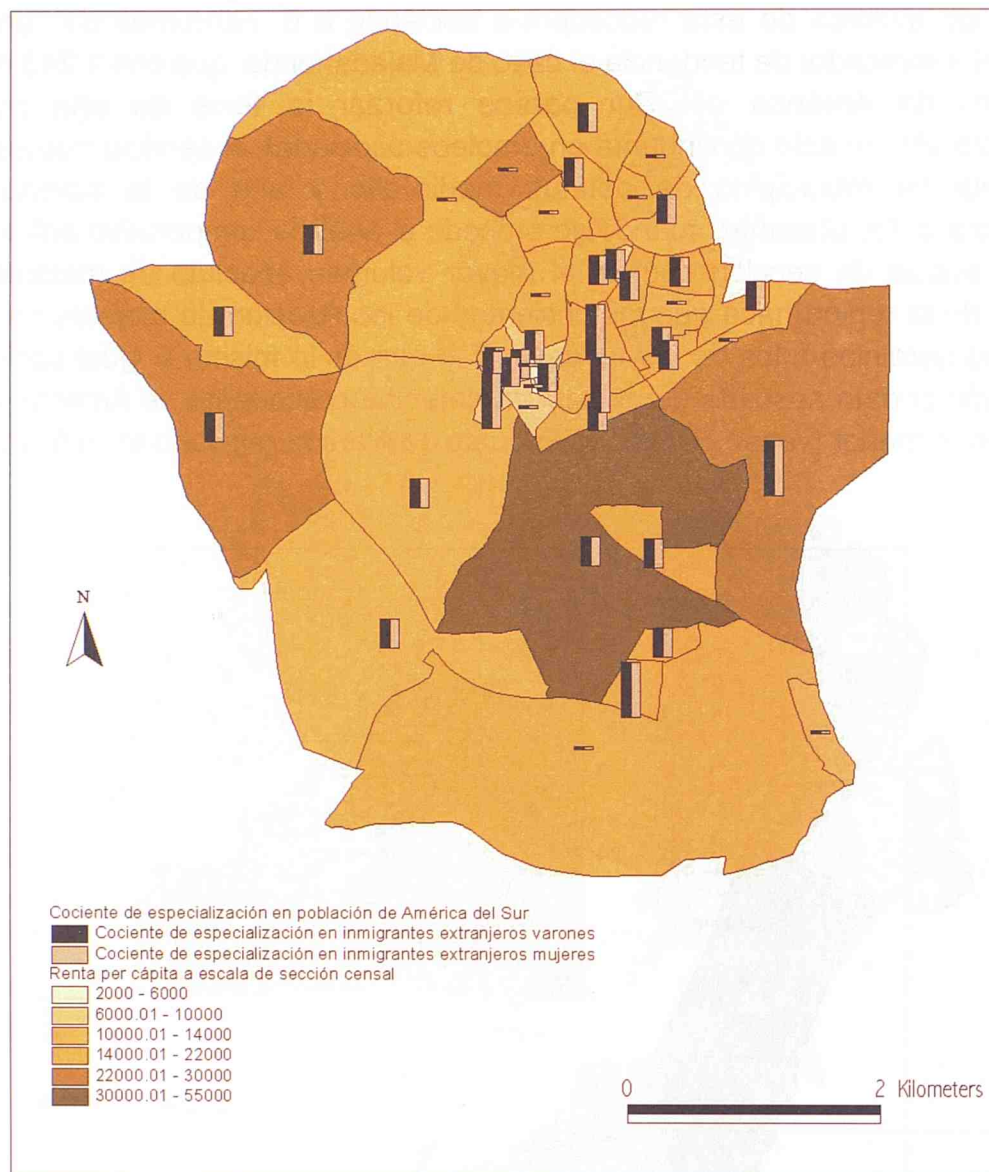 N
Cociente de especialización en población de América del Sur
Cociente de especialización en inmigrantes extranjeros varones
Cociente de especialización en inmigrantes extranjeros mujeres
Renta per cápita a escala de sección censal
2000 - 6000
6000.01 - 10000
10000.01 - 14000
14000.01 - 22000
22000.01 - 30000
30000.01 - 55000
0 2 Kilometers